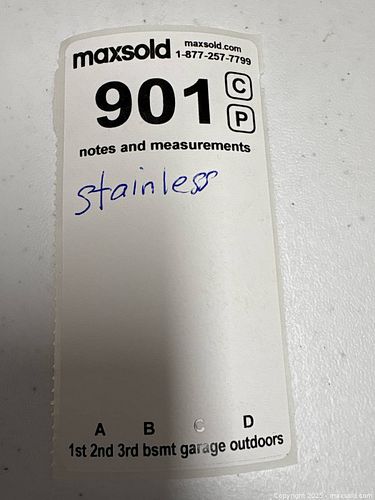 maxsold maxsold.com
1-877-257-7799
901 C
P
notes and measurements
stainless
A B C D
1st 2nd 3rd bsmt garage outdoors
Copyright 2025 - maxsold.com